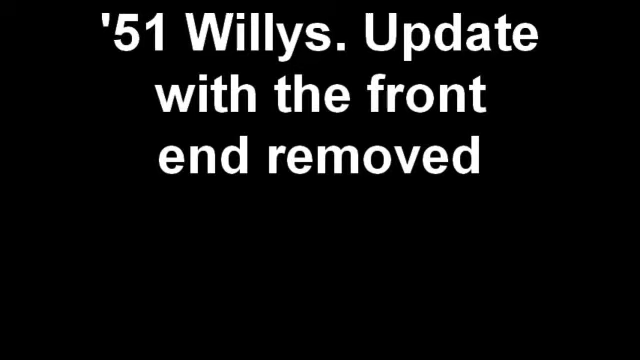 '51 Willys. Update
with the front
end removed